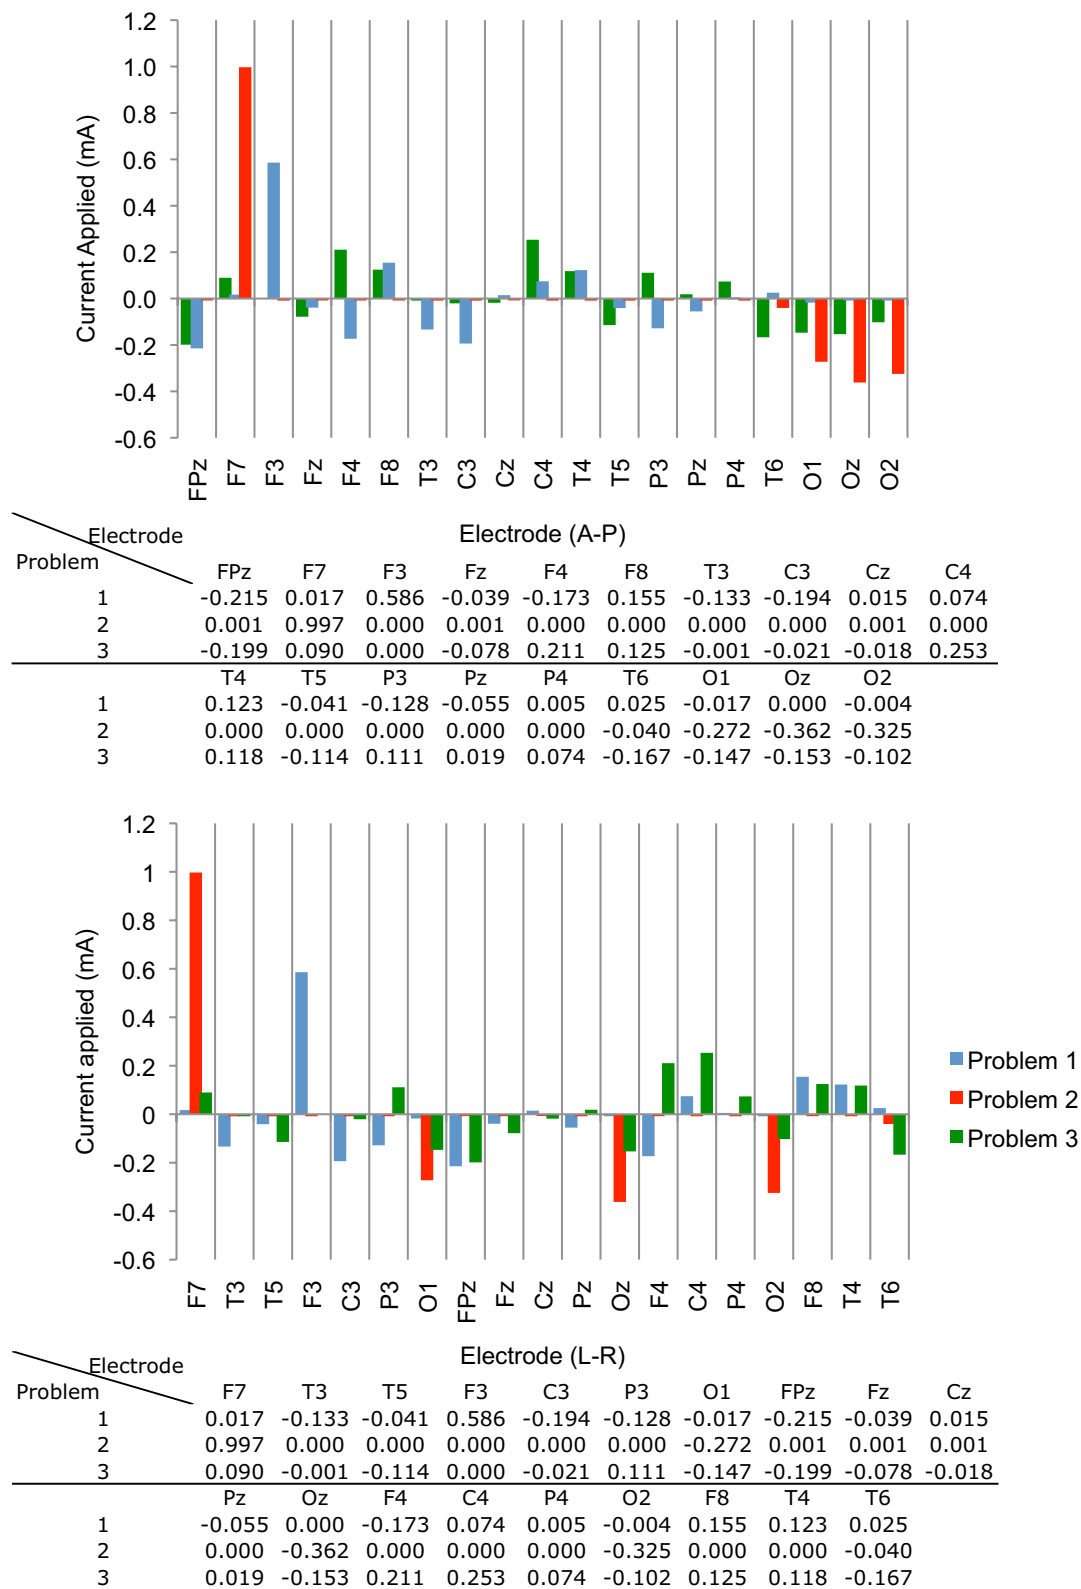 1.2
1.0
0.8
0.6
0.4
0.2
0.0
-0.2
-0.4
-0.6
Current Applied (mA)
FPz F7 F3 Fz F4 F8 T3 C3 Cz C4 T4 T5 P3 Pz P4 T6 O1 Oz O2
Electrode (A-P)
Electrode
Problem
FPz F7 F3 Fz F4 F8 T3 C3 Cz C4
1 -0.215 0.017 0.586 -0.039 -0.173 0.155 -0.133 -0.194 0.015 0.074
2 0.001 0.997 0.000 0.001 0.000 0.000 0.000 0.000 0.001 0.000
3 -0.199 0.090 0.000 -0.078 0.211 0.125 -0.001 -0.021 -0.018 0.253
T4 T5 P3 Pz P4 T6 O1 Oz O2
1 0.123 -0.041 -0.128 -0.055 0.005 0.025 -0.017 0.000 -0.004
2 0.000 0.000 0.000 0.000 0.000 -0.040 -0.272 -0.362 -0.325
3 0.118 -0.114 0.111 0.019 0.074 -0.167 -0.147 -0.153 -0.102
1.2
1
0.8
0.6
0.4
0.2
0
-0.2
-0.4
-0.6
Current applied (mA)
F7 T3 T5 F3 C3 P3 O1 FPz Fz Cz Pz Oz F4 C4 P4 O2 F8 T4 T6
Problem 1
Problem 2
Problem 3
Electrode (L-R)
Electrode
Problem
F7 T3 T5 F3 C3 P3 O1 FPz Fz Cz
1 0.017 -0.133 -0.041 0.586 -0.194 -0.128 -0.017 -0.215 -0.039 0.015
2 0.997 0.000 0.000 0.000 0.000 0.000 -0.272 0.001 0.001 0.001
3 0.090 -0.001 -0.114 0.000 -0.021 0.111 -0.147 -0.199 -0.078 -0.018
Pz Oz F4 C4 P4 O2 F8 T4 T6
1 -0.055 0.000 -0.173 0.074 0.005 -0.004 0.155 0.123 0.025
2 0.000 -0.362 0.000 0.000 0.000 -0.325 0.000 0.000 -0.040
3 0.019 -0.153 0.211 0.253 0.074 -0.102 0.125 0.118 -0.167